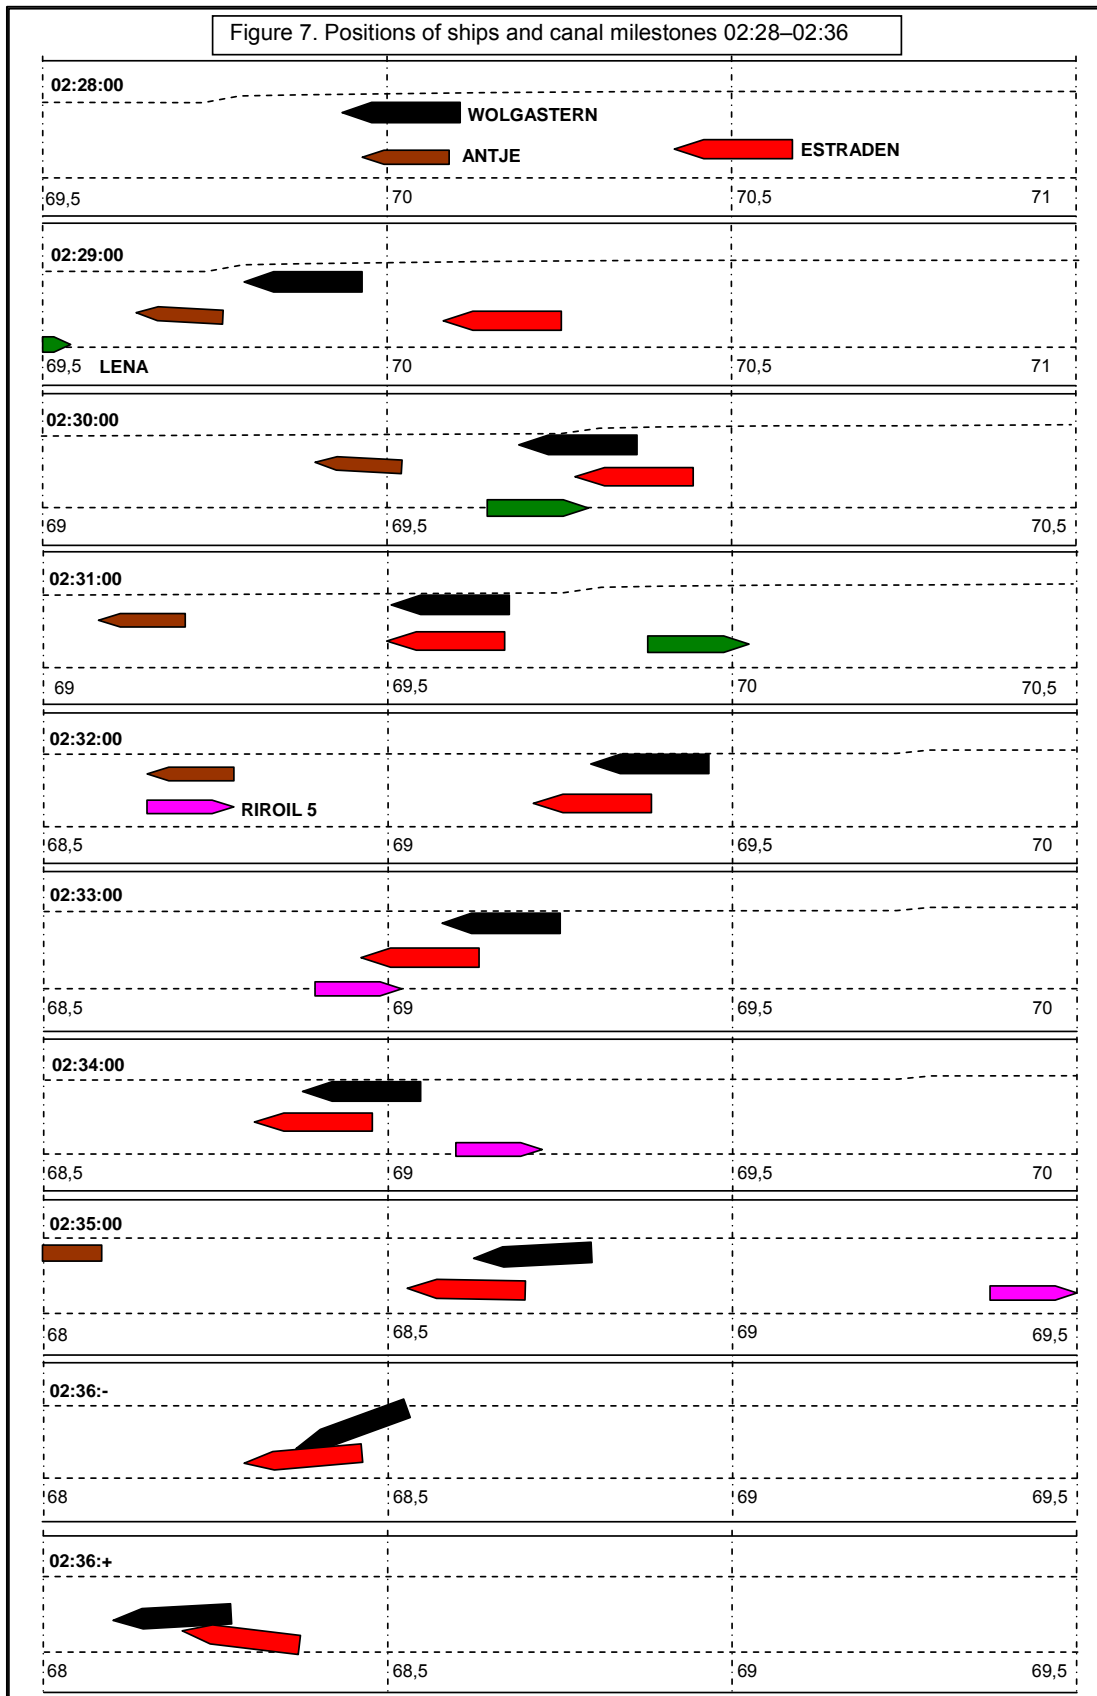 Figure 7. Positions of ships and canal milestones 02:28–02:36
02:28:00
WOLGASTERN
ANTJE
ESTRADEN
69,5 70 70,5 71
02:29:00
69,5 LENA 70 70,5 71
02:30:00
69 69,5 70,5
02:31:00
69 69,5 70 70,5
02:32:00
RIROIL 5
68,5 69 69,5 70
02:33:00
68,5 69 69,5 70
02:34:00
68,5 69 69,5 70
02:35:00
68 68,5 69 69,5
02:36:-
68 68,5 69 69,5
02:36:+
68 68,5 69 69,5